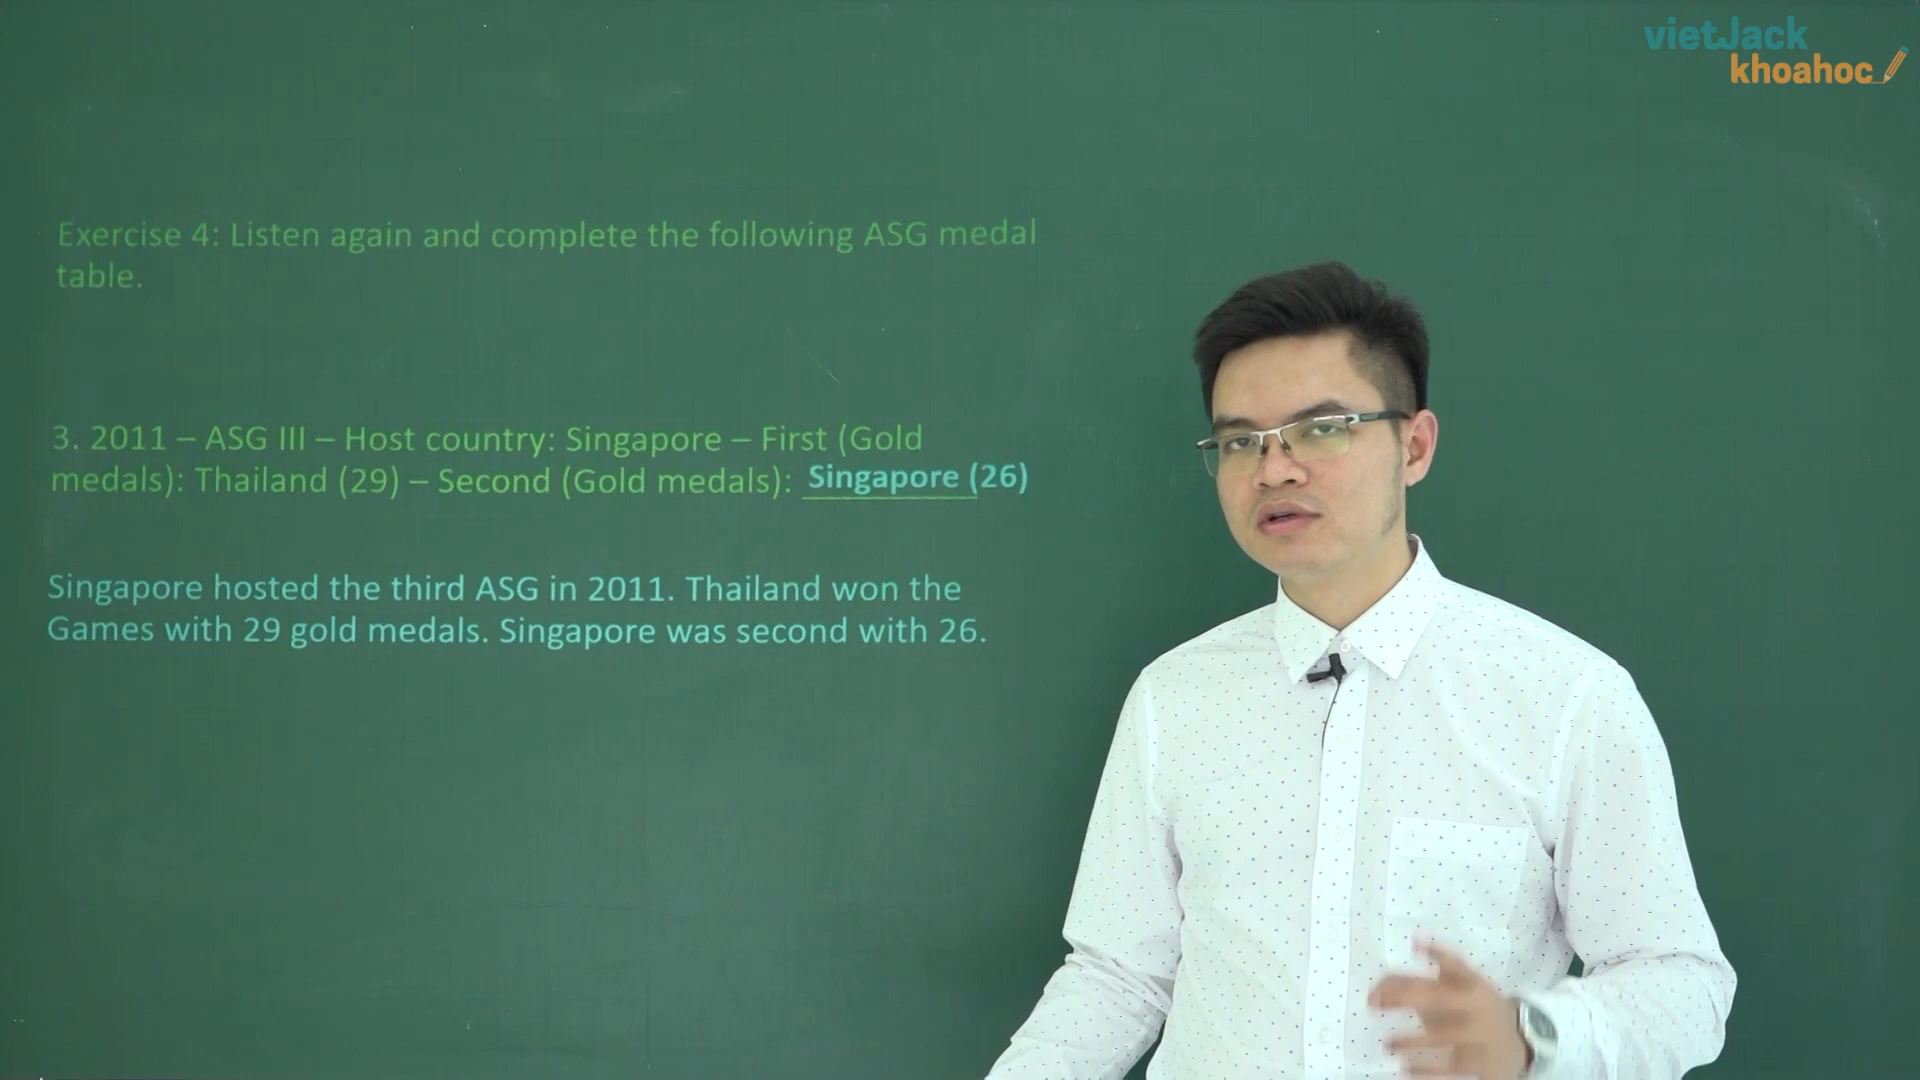 vietJack
khoahoc
Exercise 4: Listen again and complete the following ASG medal
table.
3. 2011 – ASG III – Host country: Singapore – First (Gold
medals): Thailand (29) – Second (Gold medals): Singapore (26)
Singapore hosted the third ASG in 2011. Thailand won the
Games with 29 gold medals. Singapore was second with 26.